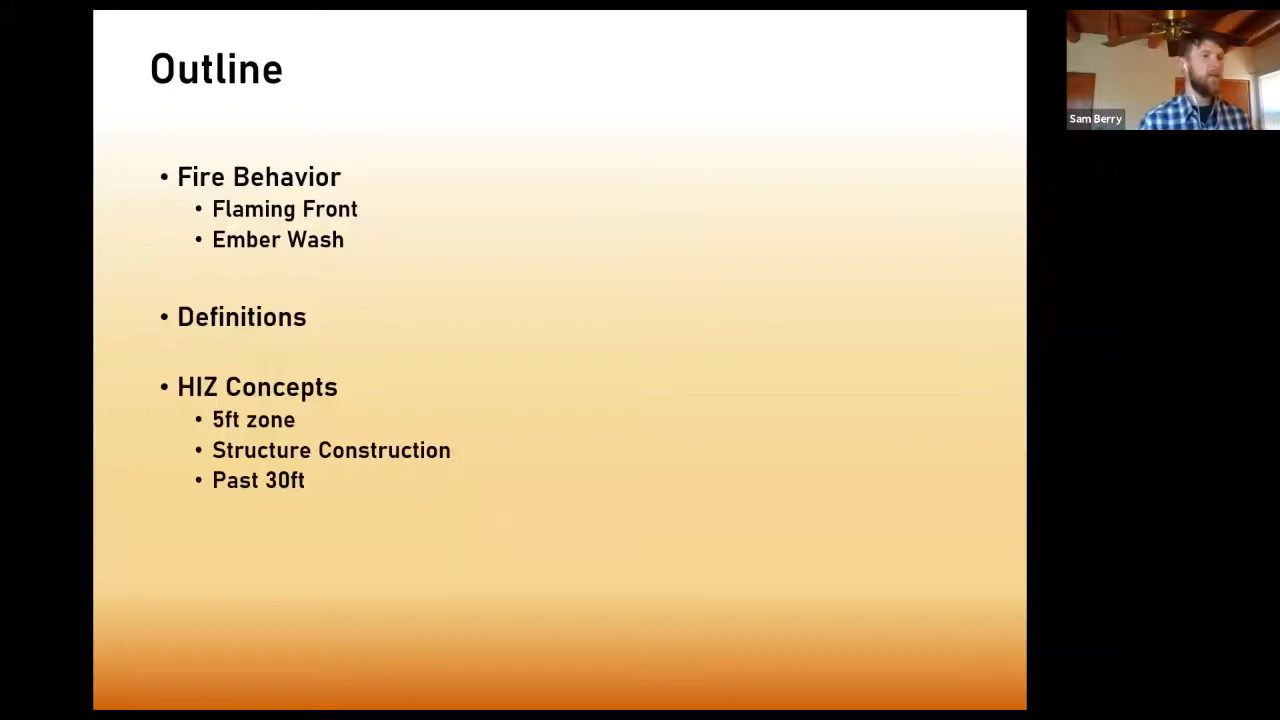 Outline
• Fire Behavior
• Flaming Front
• Ember Wash
• Definitions
• HIZ Concepts
• 5ft zone
• Structure Construction
• Past 30ft
Sam Berry